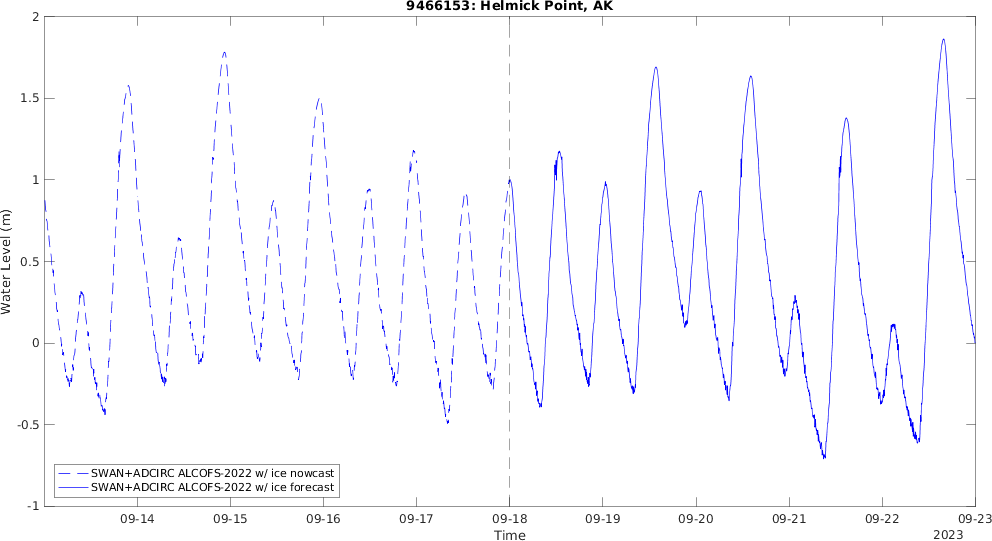 9466153: Helmick Point, AK
Water Level (m)
2
1.5
1
0.5
0
-0.5
-1
SWAN+ADCIRC ALCOFS-2022 w/ ice nowcast
SWAN+ADCIRC ALCOFS-2022 w/ ice forecast
09-14 09-15 09-16 09-17 09-18 09-19 09-20 09-21 09-22 09-23
Time
2023